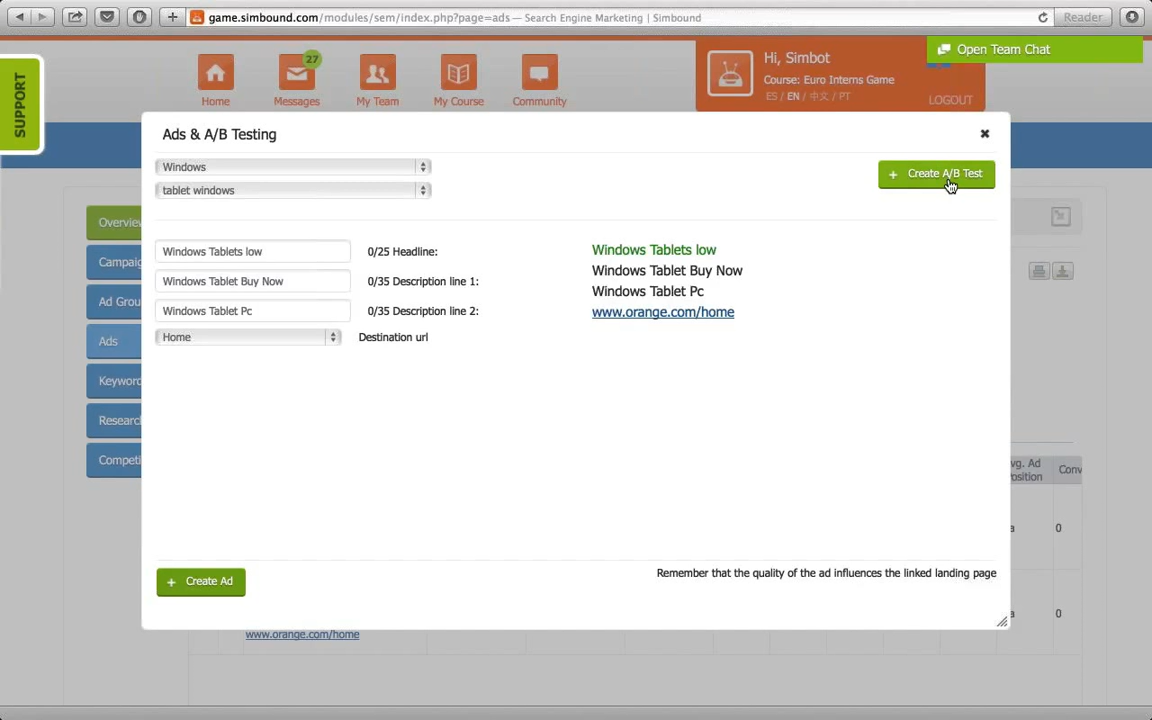 game.simbound.com/modules/sem/index.php?page=ads — Search Engine Marketing | Simbound
Reader
SUPPORT
27
Home
Messages
My Team
My Course
Community
Hi, Simbot
Course: Euro Interns Game
ES / EN / 中文 / PT
LOGOUT
Open Team Chat
Ads & A/B Testing
Windows
tablet windows
+ Create A/B Test
Windows Tablets low
0/25 Headline:
Windows Tablet Buy Now
0/35 Description line 1:
Windows Tablet Pc
0/35 Description line 2:
Home
Destination url
Windows Tablets low
Windows Tablet Buy Now
Windows Tablet Pc
www.orange.com/home
Overview
Campaig
Ad Grou
Ads
Keyword
Researc
Competi
vg. Ad
osition
Conv
a
0
a
0
+ Create Ad
Remember that the quality of the ad influences the linked landing page
www.orange.com/home